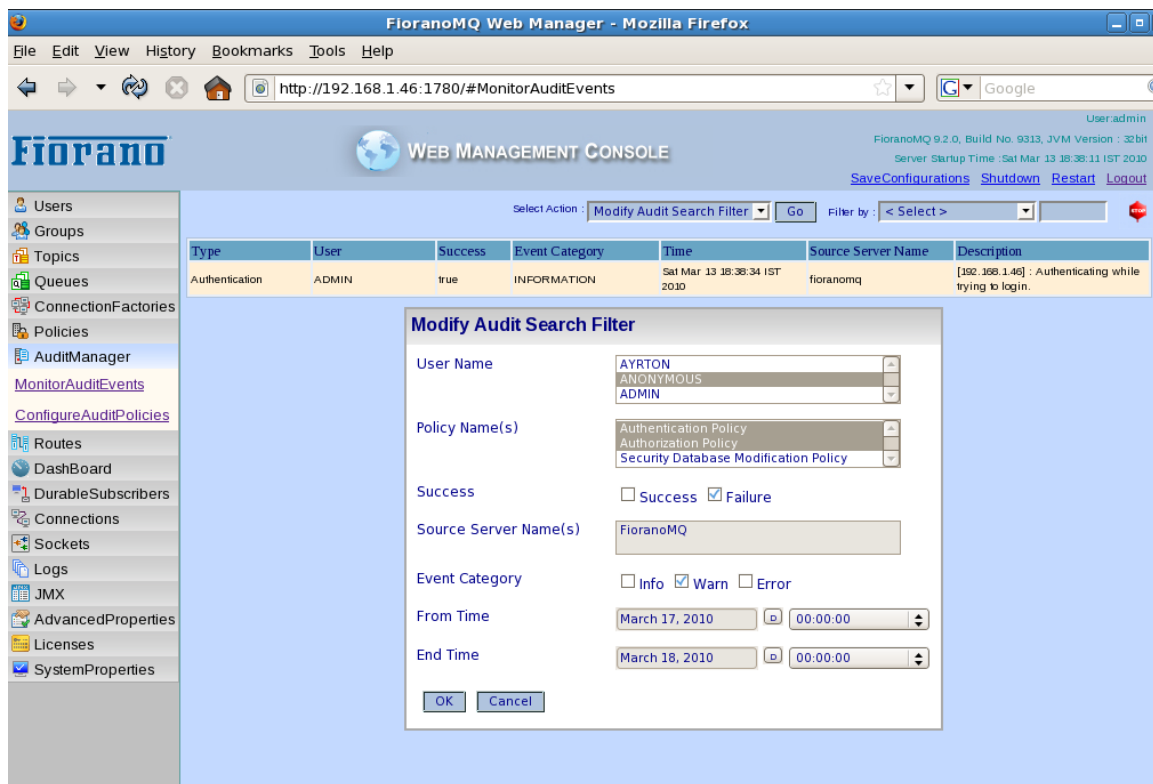 FioranoMQ Web Manager - Mozilla Firefox
File Edit View History Bookmarks Tools Help
http://192.168.1.46:1780/#MonitorAuditEvents
G Google
User:admin
Fiorano
WEB MANAGEMENT CONSOLE
FioranoMQ 9.2.0, Build No. 9313, JVM Version : 32bit
Server Startup Time :Sat Mar 13 18:38:11 IST 2010
SaveConfigurations Shutdown Restart Logout
Select Action : Modify Audit Search Filter Go Filter by : < Select > STOP
Users
Groups
Topics
Queues
ConnectionFactories
Policies
AuditManager
MonitorAuditEvents
ConfigureAuditPolicies
Routes
DashBoard
DurableSubscribers
Connections
Sockets
Logs
JMX
AdvancedProperties
Licenses
SystemProperties
Type User Success Event Category Time Source Server Name Description
Authentication ADMIN true INFORMATION Sat Mar 13 18:38:34 IST 2010 fioranomq [192.168.1.46] : Authenticating while trying to login.
Modify Audit Search Filter
User Name
AYRTON
ANONYMOUS
ADMIN
Policy Name(s)
Authentication Policy
Authorization Policy
Security Database Modification Policy
Success
Success Failure
Source Server Name(s)
FioranoMQ
Event Category
Info Warn Error
From Time
March 17, 2010 D 00:00:00
End Time
March 18, 2010 D 00:00:00
OK Cancel